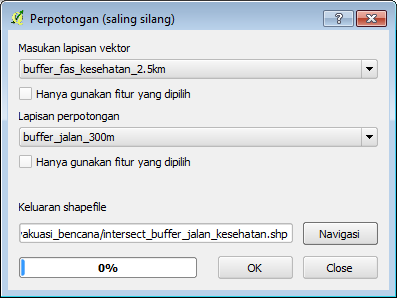 Perpotongan (saling silang)
?
Masukan lapisan vektor
buffer_fas_kesehatan_2.5km
Hanya gunakan fitur yang dipilih
Lapisan perpotongan
buffer_jalan_300m
Hanya gunakan fitur yang dipilih
Keluaran shapefile
akuasi_bencana/intersect_buffer_jalan_kesehatan.shp
Navigasi
0%
OK
Close